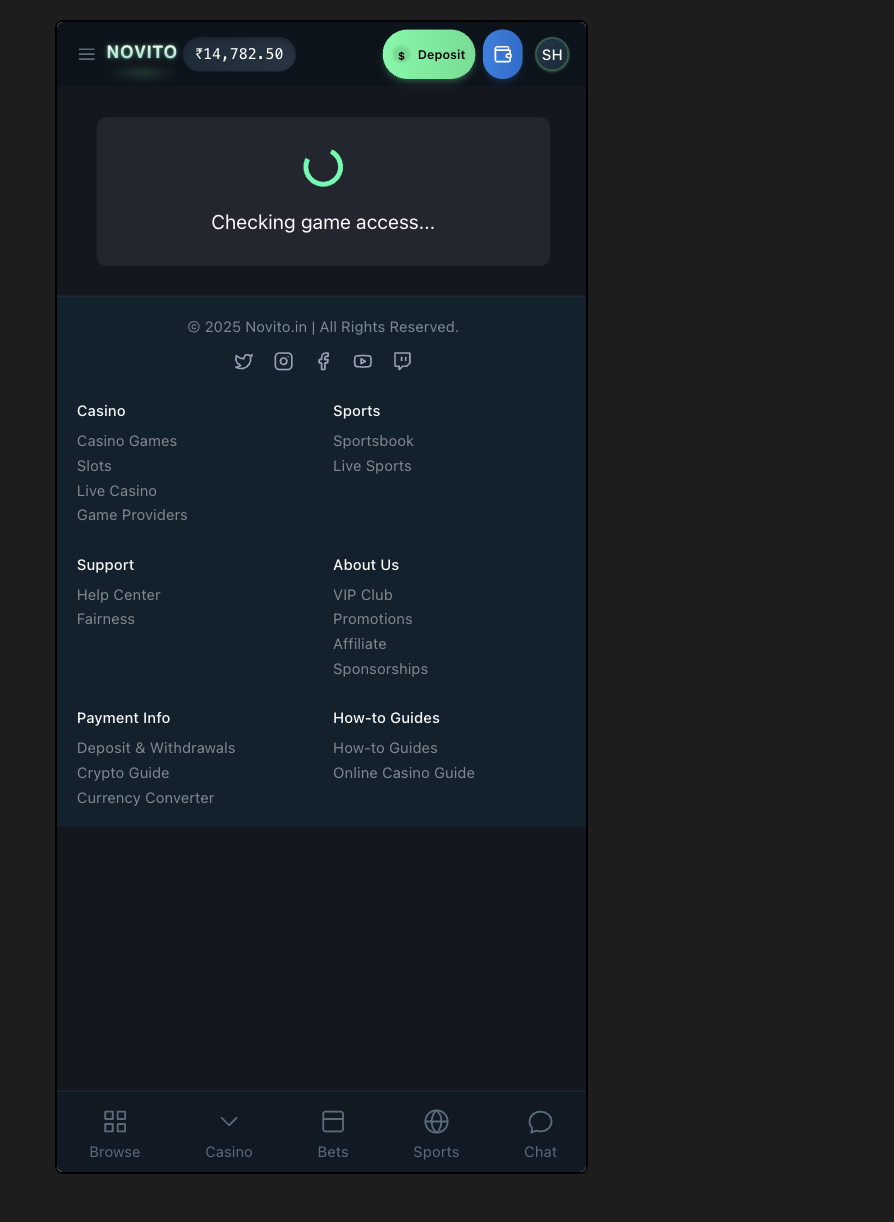 NOVITO
₹14,782.50
$ Deposit
SH
Checking game access...
© 2025 Novito.in | All Rights Reserved.
Casino
Casino Games
Slots
Live Casino
Game Providers
Sports
Sportsbook
Live Sports
Support
Help Center
Fairness
About Us
VIP Club
Promotions
Affiliate
Sponsorships
Payment Info
Deposit & Withdrawals
Crypto Guide
Currency Converter
How-to Guides
How-to Guides
Online Casino Guide
Browse
Casino
Bets
Sports
Chat